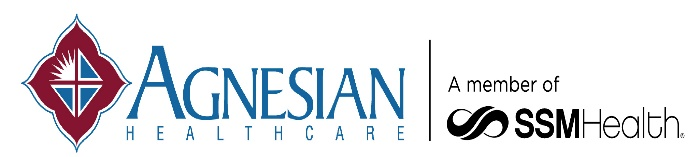 AGNESIAN
HEALTHCARE
A member of
SSMHealth®